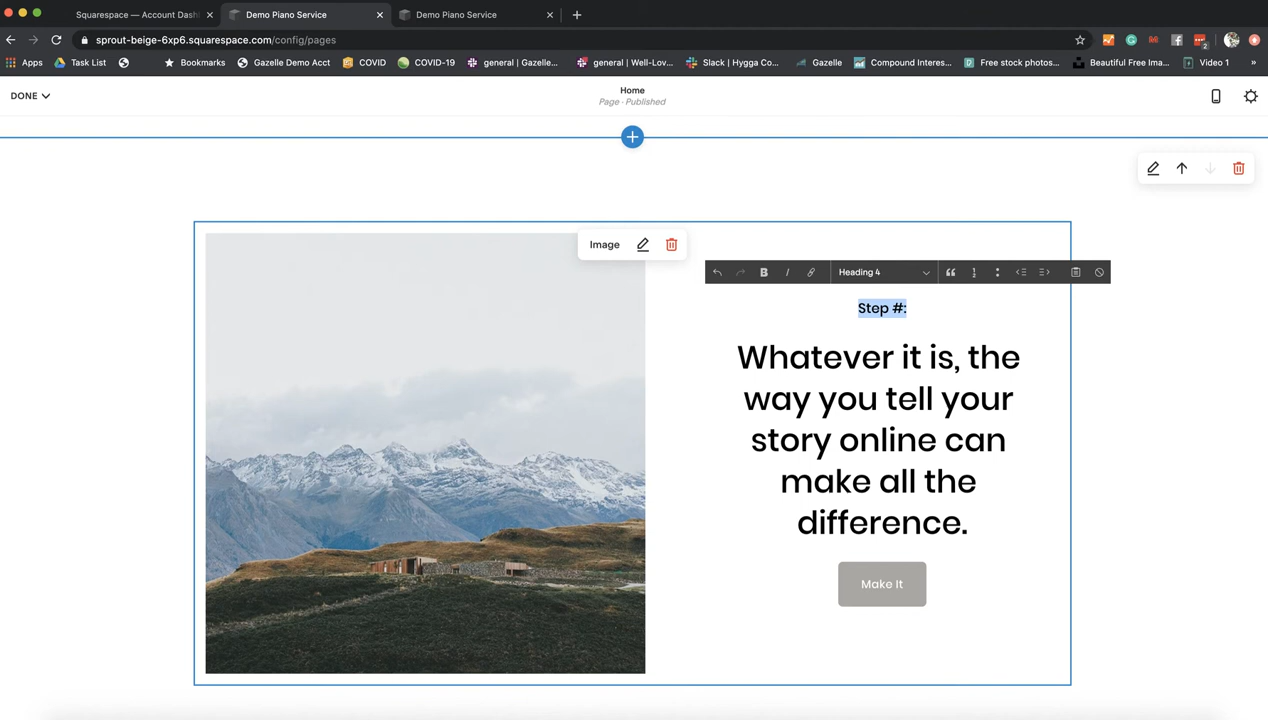 Squarespace — Account Dash
Demo Piano Service
Demo Piano Service
sprout-beige-6xp6.squarespace.com/config/pages
Apps
Task List
Bookmarks
Gazelle Demo Acct
COVID
COVID-19
general | Gazelle...
general | Well-Lov...
Slack | Hygga Co...
Gazelle
Compound Interes...
Free stock photos...
Beautiful Free Ima...
Video 1
»
2
DONE
Home
Page · Published
Image
B I
Heading 4
Step #:
Whatever it is, the
way you tell your
story online can
make all the
difference.
Make It